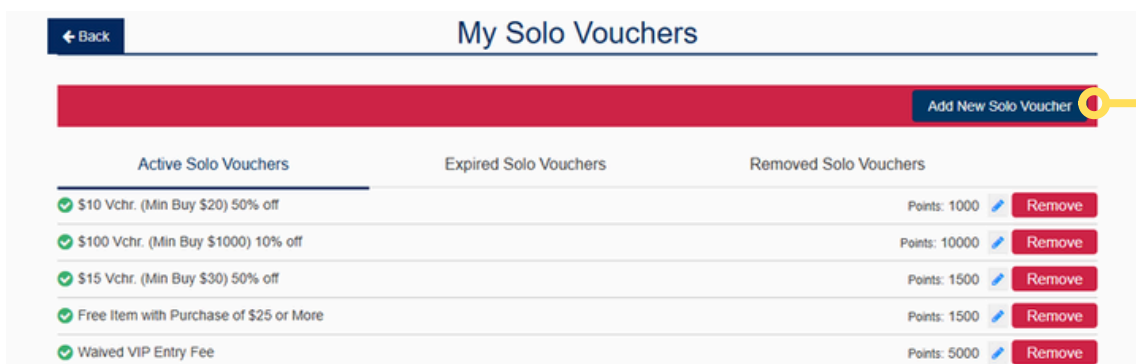 Back
My Solo Vouchers
Add New Solo Voucher
Active Solo Vouchers Expired Solo Vouchers Removed Solo Vouchers
$10 Vchr. (Min Buy $20) 50% off Points: 1000 Remove
$100 Vchr. (Min Buy $1000) 10% off Points: 10000 Remove
$15 Vchr. (Min Buy $30) 50% off Points: 1500 Remove
Free Item with Purchase of $25 or More Points: 1500 Remove
Waived VIP Entry Fee Points: 5000 Remove